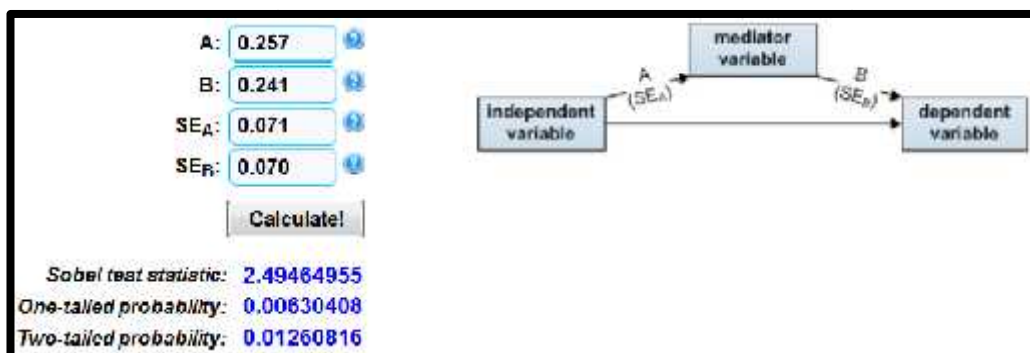 A: 0.257
B: 0.241
SEA: 0.071
SEB: 0.070
Calculate!
Sobel test statistic: 2.49464955
One-tailed probability: 0.00630408
Two-tailed probability: 0.01260816
mediator
variable
A
(SEA)
B
(SEB)
independent
variable
dependent
variable